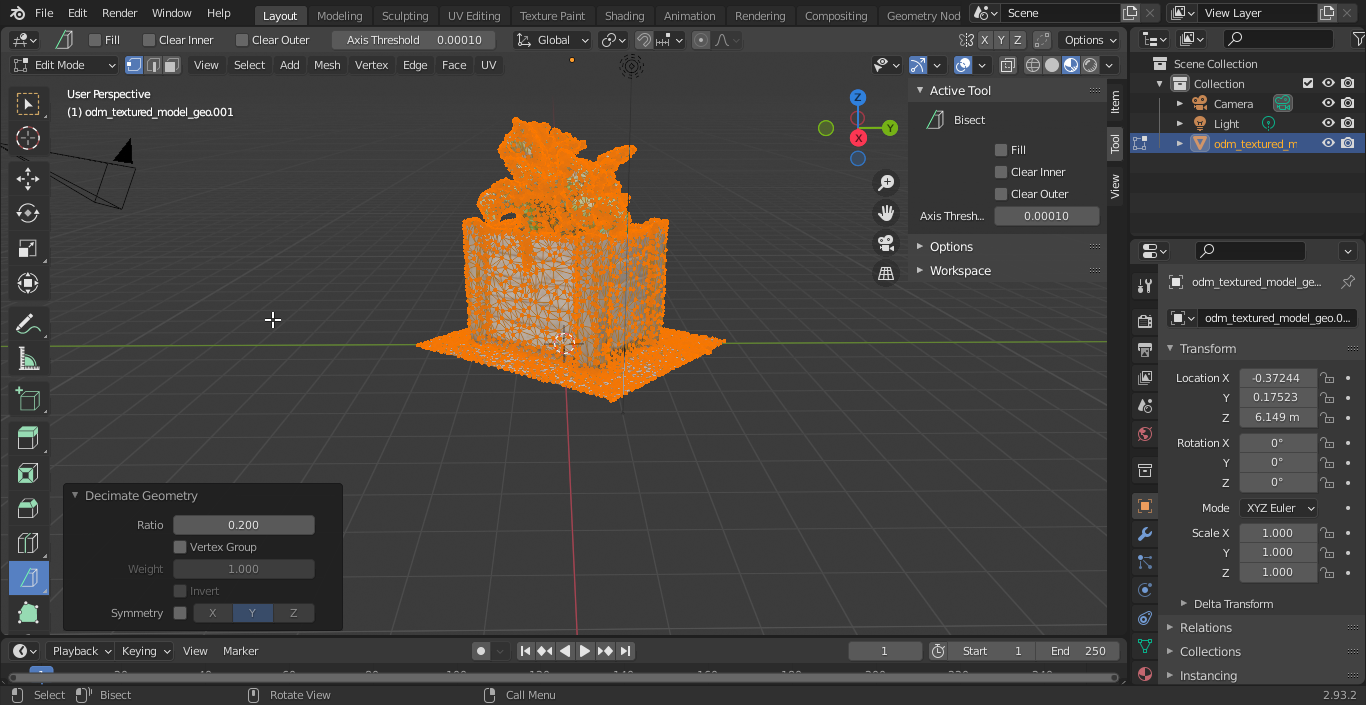 File Edit Render Window Help Layout Modeling Sculpting UV Editing Texture Paint Shading Animation Rendering Compositing Geometry Nod Scene View Layer
Fill Clear Inner Clear Outer Axis Threshold 0.00010 Global X Y Z Options
Edit Mode View Select Add Mesh Vertex Edge Face UV
User Perspective
(1) odm_textured_model_geo.001
Z
Y
X
Active Tool
Bisect
Fill
Clear Inner
Clear Outer
Axis Thresh... 0.00010
Options
Workspace
Item
Tool
View
Scene Collection
Collection
Camera
Light
odm_textured_m
odm_textured_model_ge...
odm_textured_model_geo.0...
Transform
Location X -0.37244
Y 0.17523
Z 6.149 m
Rotation X 0°
Y 0°
Z 0°
Mode XYZ Euler
Scale X 1.000
Y 1.000
Z 1.000
Delta Transform
Relations
Collections
Instancing
Decimate Geometry
Ratio 0.200
Vertex Group
Weight 1.000
Invert
Symmetry X Y Z
Playback Keying View Marker 1 Start 1 End 250
Select Bisect Rotate View Call Menu 2.93.2